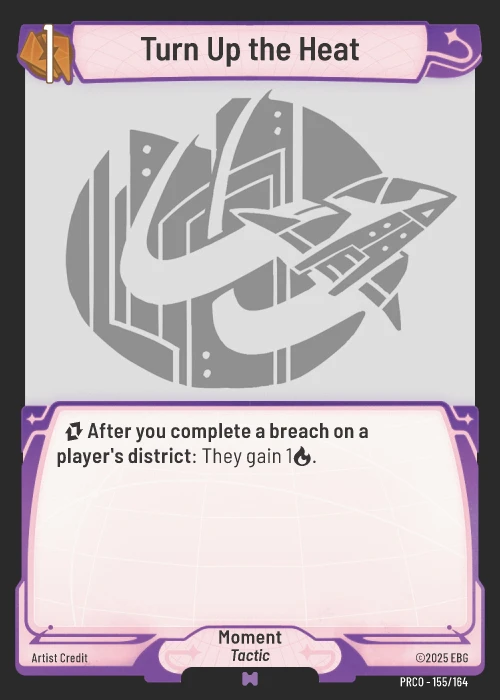 1
Turn Up the Heat
After you complete a breach on a
player's district: They gain 1.
Moment
Tactic
Artist Credit
©2025 EBG
PRCO - 155/164